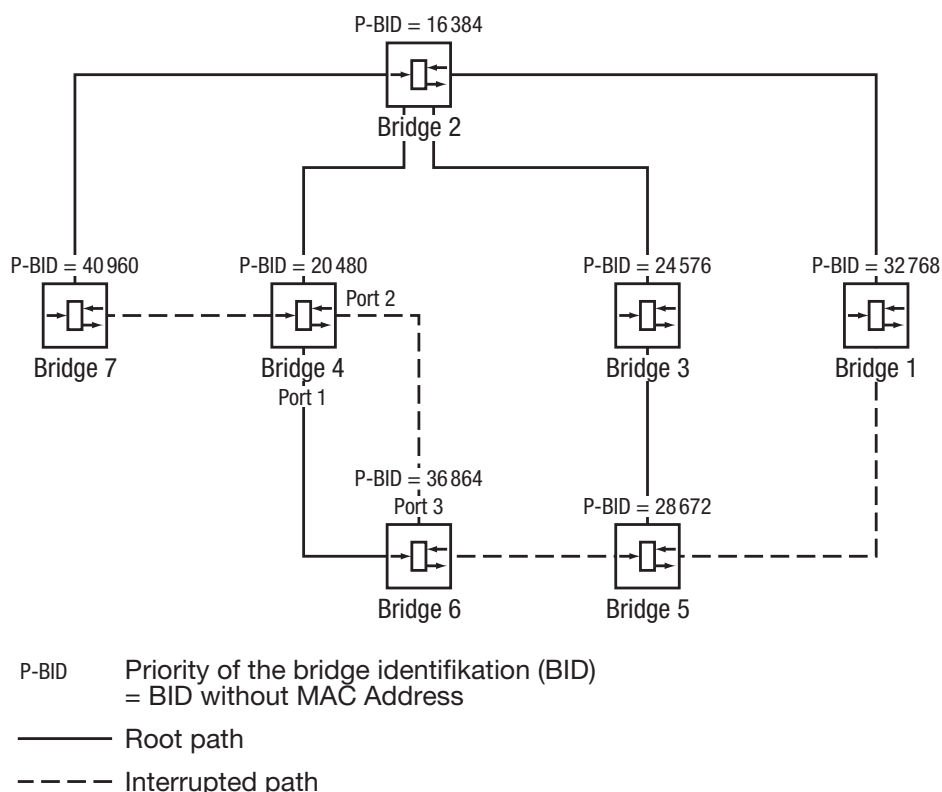 P-BID = 16 384
Bridge 2
P-BID = 40 960
P-BID = 20 480
P-BID = 24 576
P-BID = 32 768
Port 2
Bridge 7
Bridge 4
Bridge 3
Bridge 1
Port 1
P-BID = 36 864
Port 3
P-BID = 28 672
Bridge 6
Bridge 5
P-BID Priority of the bridge identifikation (BID)
= BID without MAC Address
Root path
Interrupted path